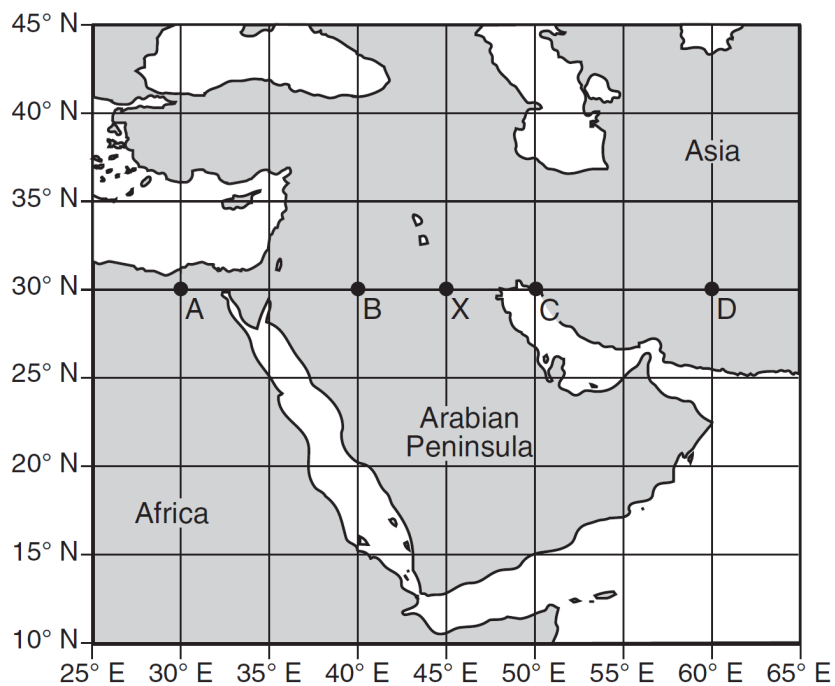 45° N
40° N
Asia
35° N
30° N
A
B
X
C
D
25° N
Arabian
Peninsula
20° N
Africa
15° N
10° N
25° E 30° E 35° E 40° E 45° E 50° E 55° E 60° E 65° E